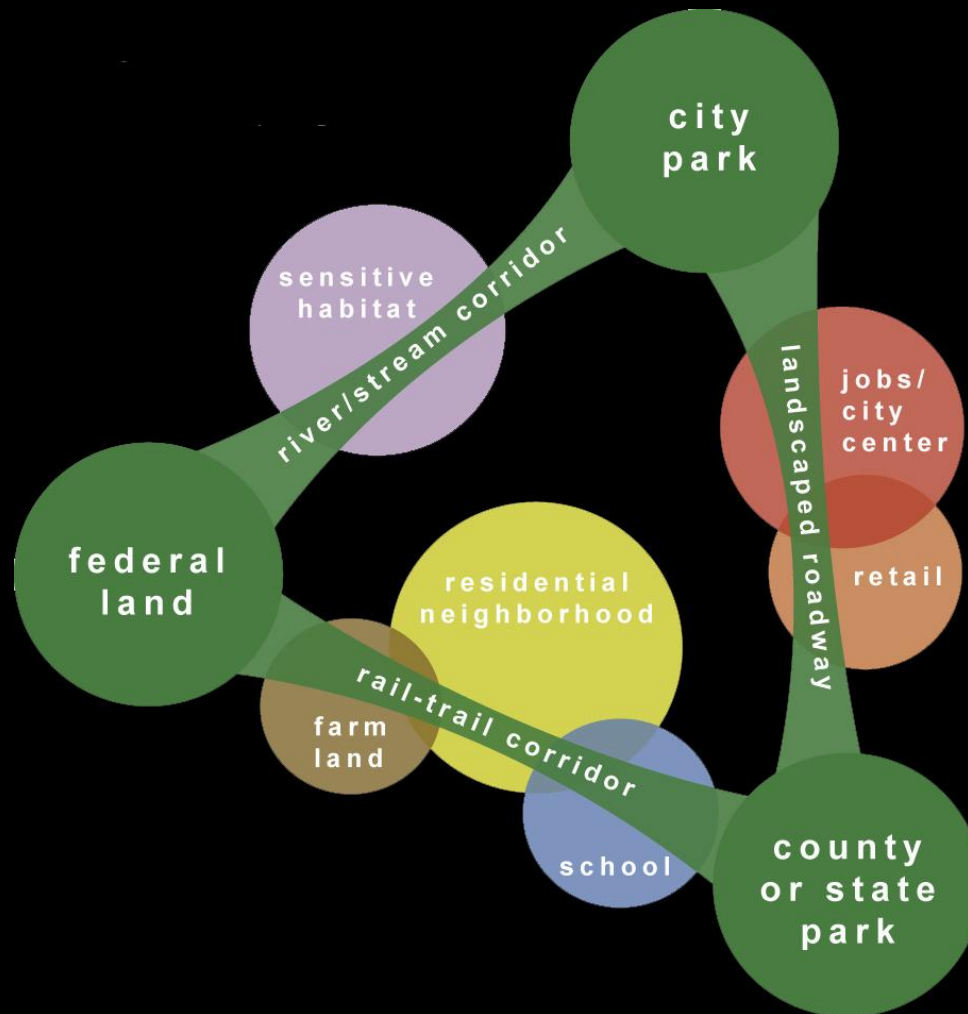 city
park
sensitive
habitat
river/stream corridor
jobs/
city
center
landscaped roadway
retail
federal
land
residential
neighborhood
rail-trail corridor
farm
land
school
county
or state
park